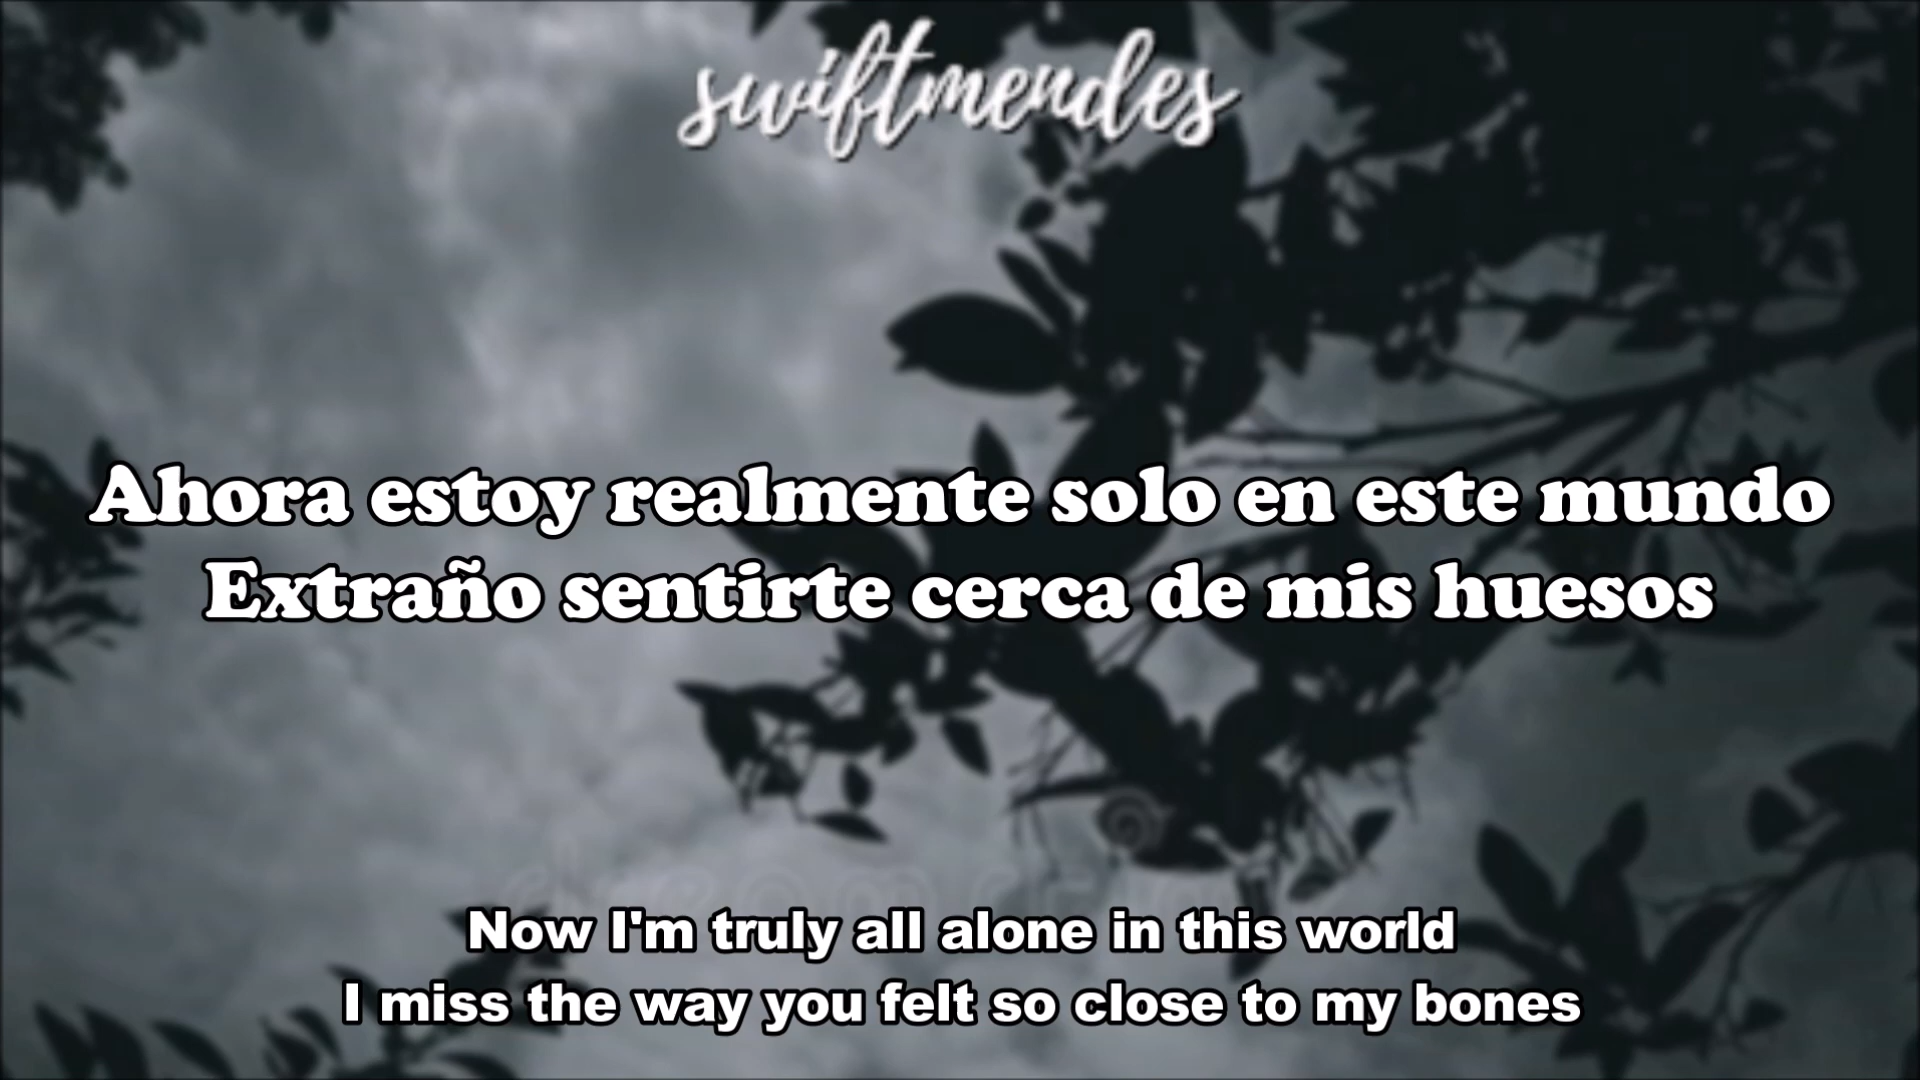 swiftmendes
Ahora estoy realmente solo en este mundo
Extraño sentirte cerca de mis huesos
Now I'm truly all alone in this world
I miss the way you felt so close to my bones